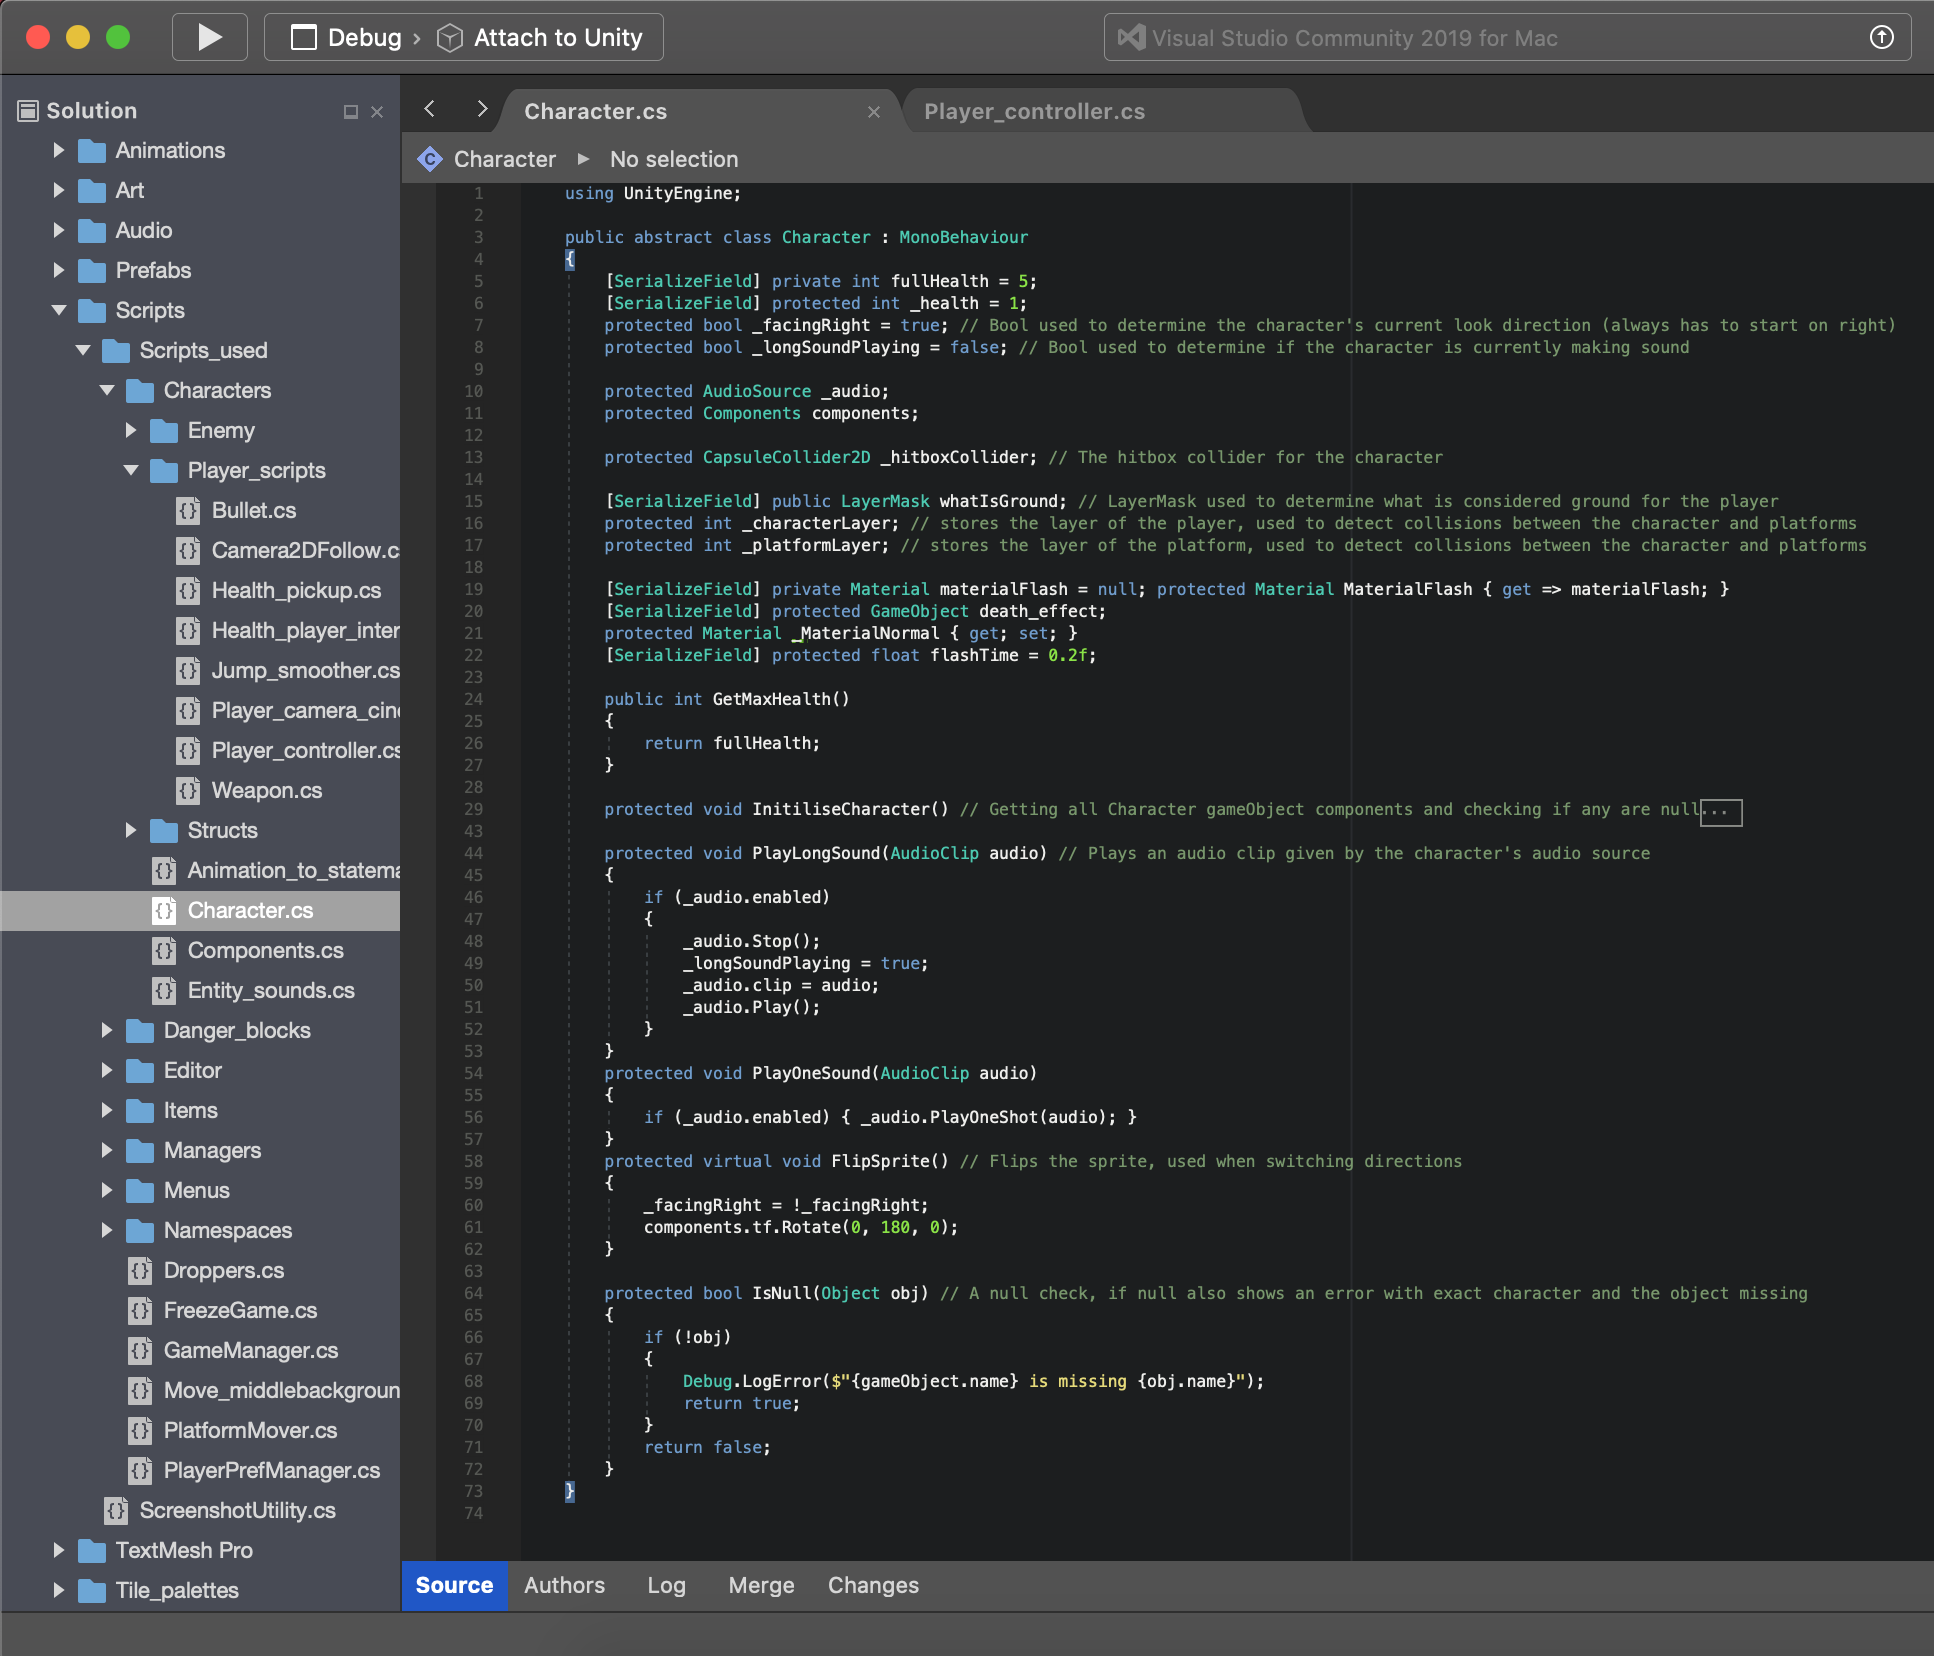 Debug › Attach to Unity
Visual Studio Community 2019 for Mac
Solution
Animations
Art
Audio
Prefabs
Scripts
Scripts_used
Characters
Enemy
Player_scripts
Bullet.cs
Camera2DFollow.c
Health_pickup.cs
Health_player_inter
Jump_smoother.cs
Player_camera_cin
Player_controller.cs
Weapon.cs
Structs
Animation_to_statema
Character.cs
Components.cs
Entity_sounds.cs
Danger_blocks
Editor
Items
Managers
Menus
Namespaces
Droppers.cs
FreezeGame.cs
GameManager.cs
Move_middlebackgroun
PlatformMover.cs
PlayerPrefManager.cs
ScreenshotUtility.cs
TextMesh Pro
Tile_palettes
Character.cs
Player_controller.cs
Character ▸ No selection
1 using UnityEngine;
2
3 public abstract class Character : MonoBehaviour
4 {
5 [SerializeField] private int fullHealth = 5;
6 [SerializeField] protected int _health = 1;
7 protected bool _facingRight = true; // Bool used to determine the character's current look direction (always has to start on right)
8 protected bool _longSoundPlaying = false; // Bool used to determine if the character is currently making sound
9
10 protected AudioSource _audio;
11 protected Components components;
12
13 protected CapsuleCollider2D _hitboxCollider; // The hitbox collider for the character
14
15 [SerializeField] public LayerMask whatIsGround; // LayerMask used to determine what is considered ground for the player
16 protected int _characterLayer; // stores the layer of the player, used to detect collisions between the character and platforms
17 protected int _platformLayer; // stores the layer of the platform, used to detect collisions between the character and platforms
18
19 [SerializeField] private Material materialFlash = null; protected Material MaterialFlash { get => materialFlash; }
20 [SerializeField] protected GameObject death_effect;
21 protected Material _MaterialNormal { get; set; }
22 [SerializeField] protected float flashTime = 0.2f;
23
24 public int GetMaxHealth()
25 {
26 return fullHealth;
27 }
28
29 protected void InitiliseCharacter() // Getting all Character gameObject components and checking if any are null...
43
44 protected void PlayLongSound(AudioClip audio) // Plays an audio clip given by the character's audio source
45 {
46 if (_audio.enabled)
47 {
48 _audio.Stop();
49 _longSoundPlaying = true;
50 _audio.clip = audio;
51 _audio.Play();
52 }
53 }
54 protected void PlayOneSound(AudioClip audio)
55 {
56 if (_audio.enabled) { _audio.PlayOneShot(audio); }
57 }
58 protected virtual void FlipSprite() // Flips the sprite, used when switching directions
59 {
60 _facingRight = !_facingRight;
61 components.tf.Rotate(0, 180, 0);
62 }
63
64 protected bool IsNull(Object obj) // A null check, if null also shows an error with exact character and the object missing
65 {
66 if (!obj)
67 {
68 Debug.LogError($"{gameObject.name} is missing {obj.name}");
69 return true;
70 }
71 return false;
72 }
73 }
74
Source Authors Log Merge Changes